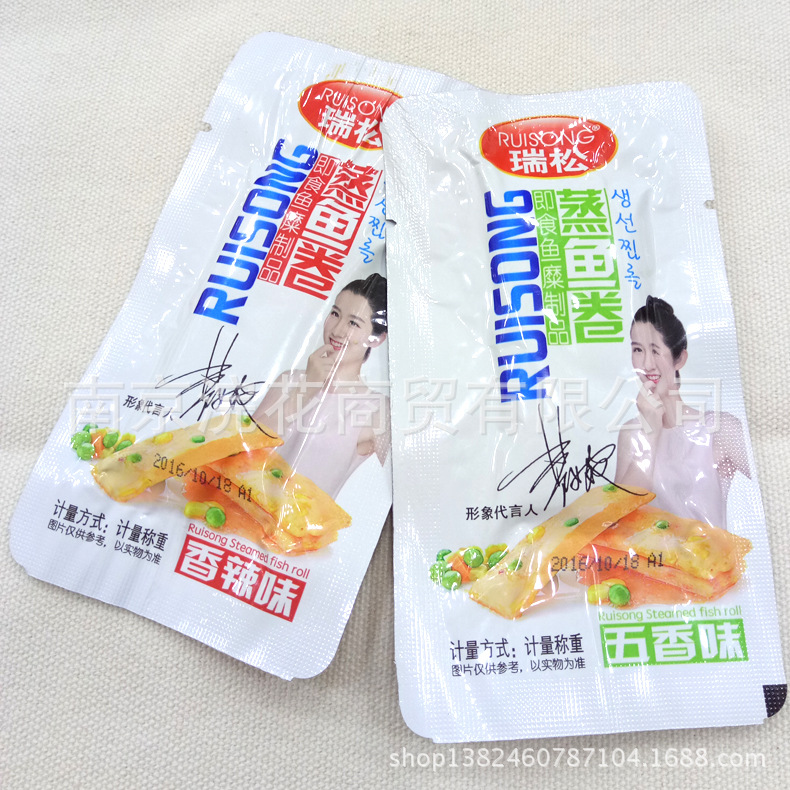 RUISONG
瑞松
RUISONG
蒸鱼卷
即食鱼糜制品
생선찐롤
形象代言人
2016/10/18 A1
计量方式：计量称重
图片仅供参考，以实物为准
Ruisong Steamed fish roll
香辣味
RUISONG®
瑞松
RUISONG
蒸鱼卷
即食鱼糜制品
생선찐롤
形象代言人
2016/10/18 A1
Ruisong Steamed fish roll
计量方式：计量称重
图片仅供参考，以实物为准
五香味
南京浣花商贸有限公司
shop1382460787104.1688.com